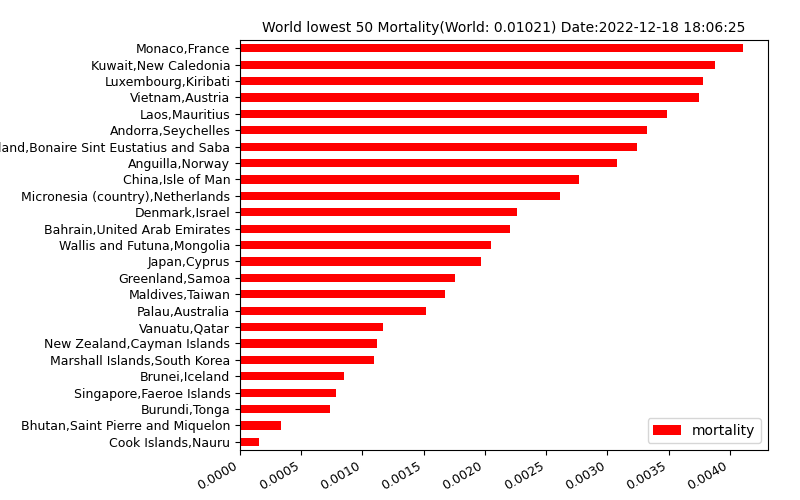 World lowest 50 Mortality(World: 0.01021) Date:2022-12-18 18:06:25
Monaco,France
Kuwait,New Caledonia
Luxembourg,Kiribati
Vietnam,Austria
Laos,Mauritius
Andorra,Seychelles
land,Bonaire Sint Eustatius and Saba
Anguilla,Norway
China,Isle of Man
Micronesia (country),Netherlands
Denmark,Israel
Bahrain,United Arab Emirates
Wallis and Futuna,Mongolia
Japan,Cyprus
Greenland,Samoa
Maldives,Taiwan
Palau,Australia
Vanuatu,Qatar
New Zealand,Cayman Islands
Marshall Islands,South Korea
Brunei,Iceland
Singapore,Faeroe Islands
Burundi,Tonga
Bhutan,Saint Pierre and Miquelon
Cook Islands,Nauru
mortality
0.0000 0.0005 0.0010 0.0015 0.0020 0.0025 0.0030 0.0035 0.0040